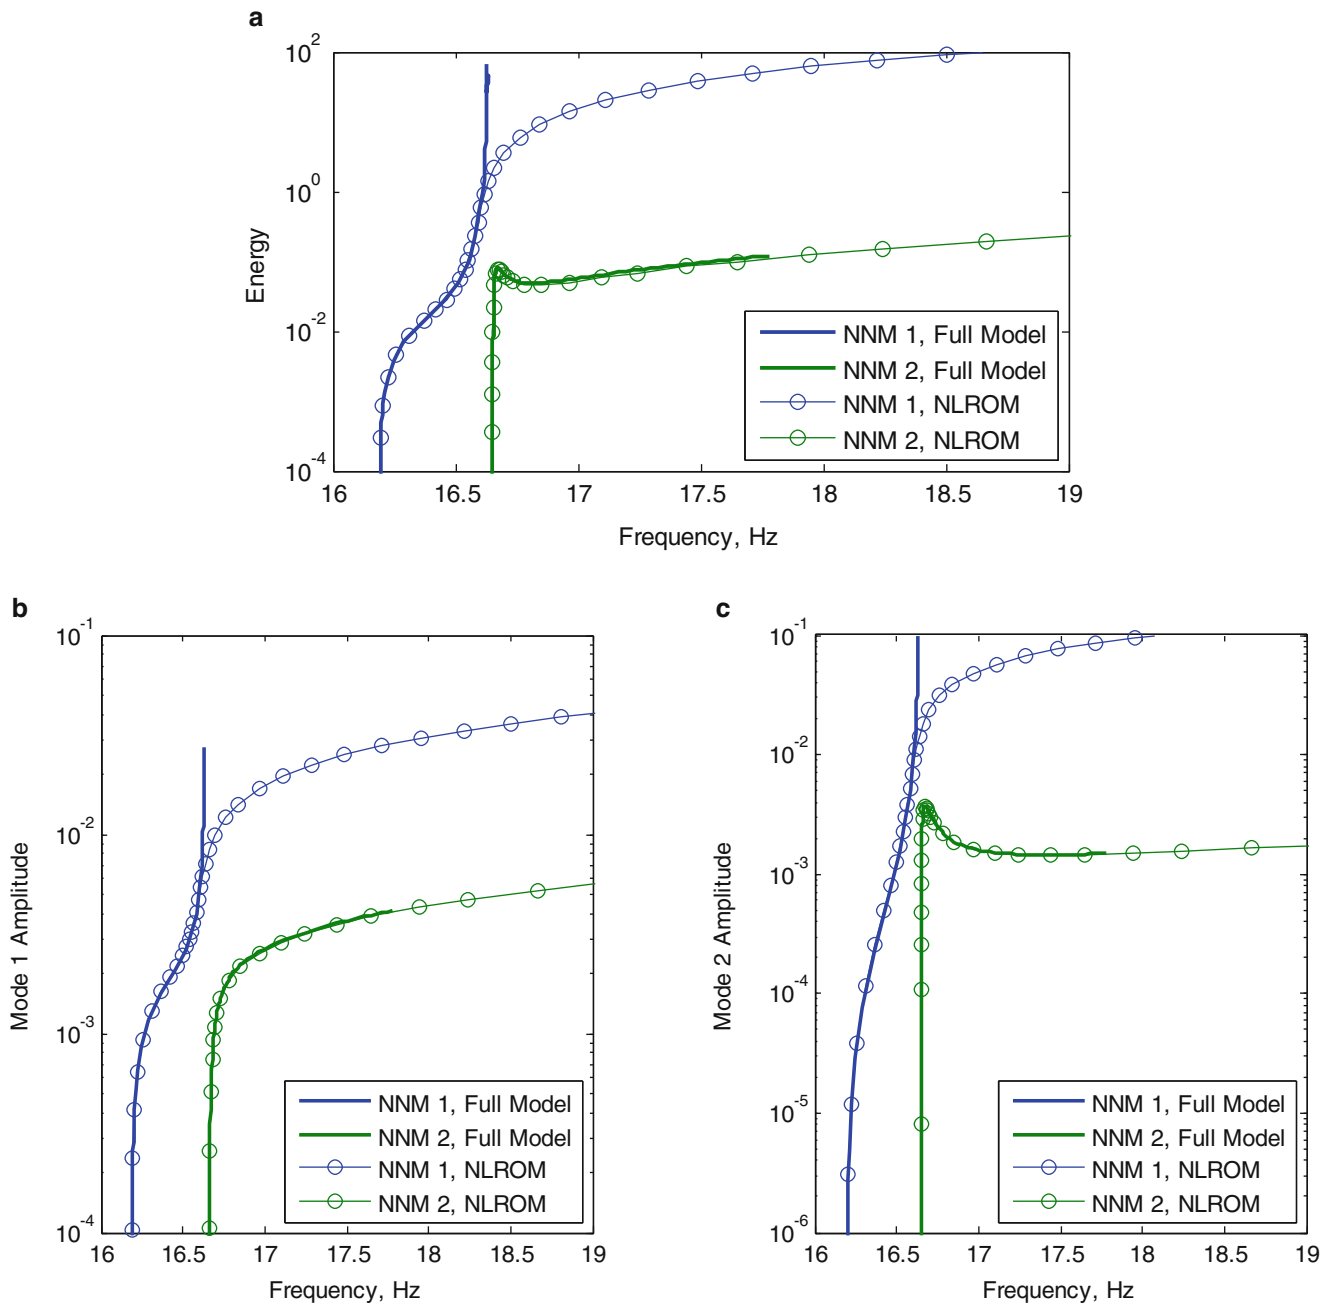 a
10^2
10^0
10^-2
10^-4
Energy
16 16.5 17 17.5 18 18.5 19
Frequency, Hz
NNM 1, Full Model
NNM 2, Full Model
NNM 1, NLROM
NNM 2, NLROM
b
10^-1
10^-2
10^-3
10^-4
Mode 1 Amplitude
16 16.5 17 17.5 18 18.5 19
Frequency, Hz
NNM 1, Full Model
NNM 2, Full Model
NNM 1, NLROM
NNM 2, NLROM
c
10^-1
10^-2
10^-3
10^-4
10^-5
10^-6
Mode 2 Amplitude
16 16.5 17 17.5 18 18.5 19
Frequency, Hz
NNM 1, Full Model
NNM 2, Full Model
NNM 1, NLROM
NNM 2, NLROM